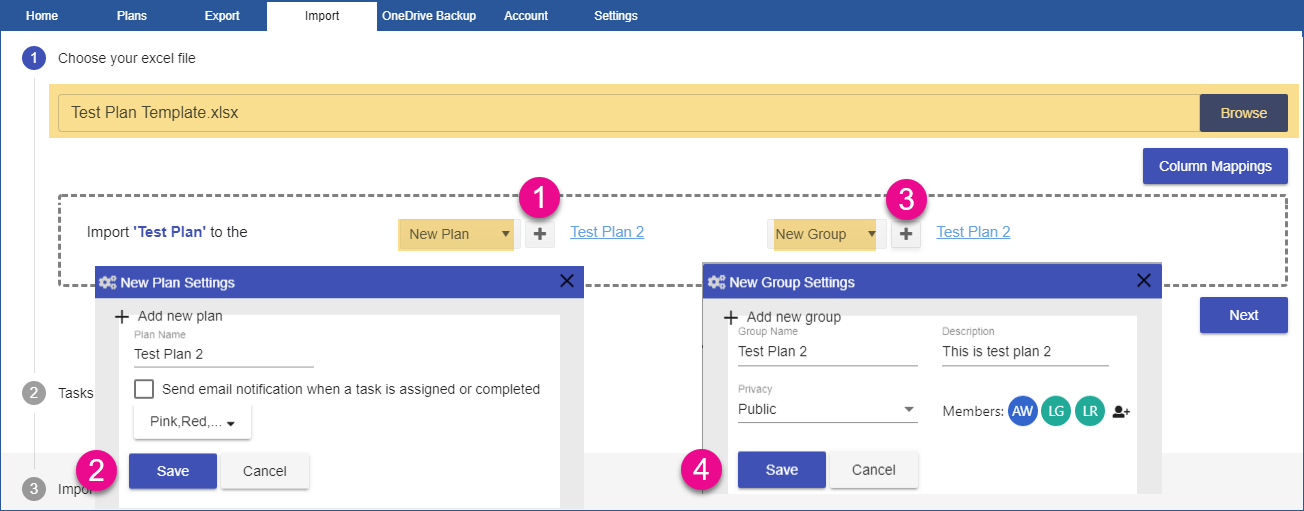 Home Plans Export Import OneDrive Backup Account Settings
1 Choose your excel file
Test Plan Template.xlsx Browse
Column Mappings
1 3
Import 'Test Plan' to the New Plan + Test Plan 2 New Group + Test Plan 2
New Plan Settings
+ Add new plan
Plan Name
Test Plan 2
Send email notification when a task is assigned or completed
Pink,Red,...
2 Save Cancel
New Group Settings
+ Add new group
Group Name Description
Test Plan 2 This is test plan 2
Privacy
Public Members: AW LG LR
4 Save Cancel
Next
2 Tasks
3 Impor